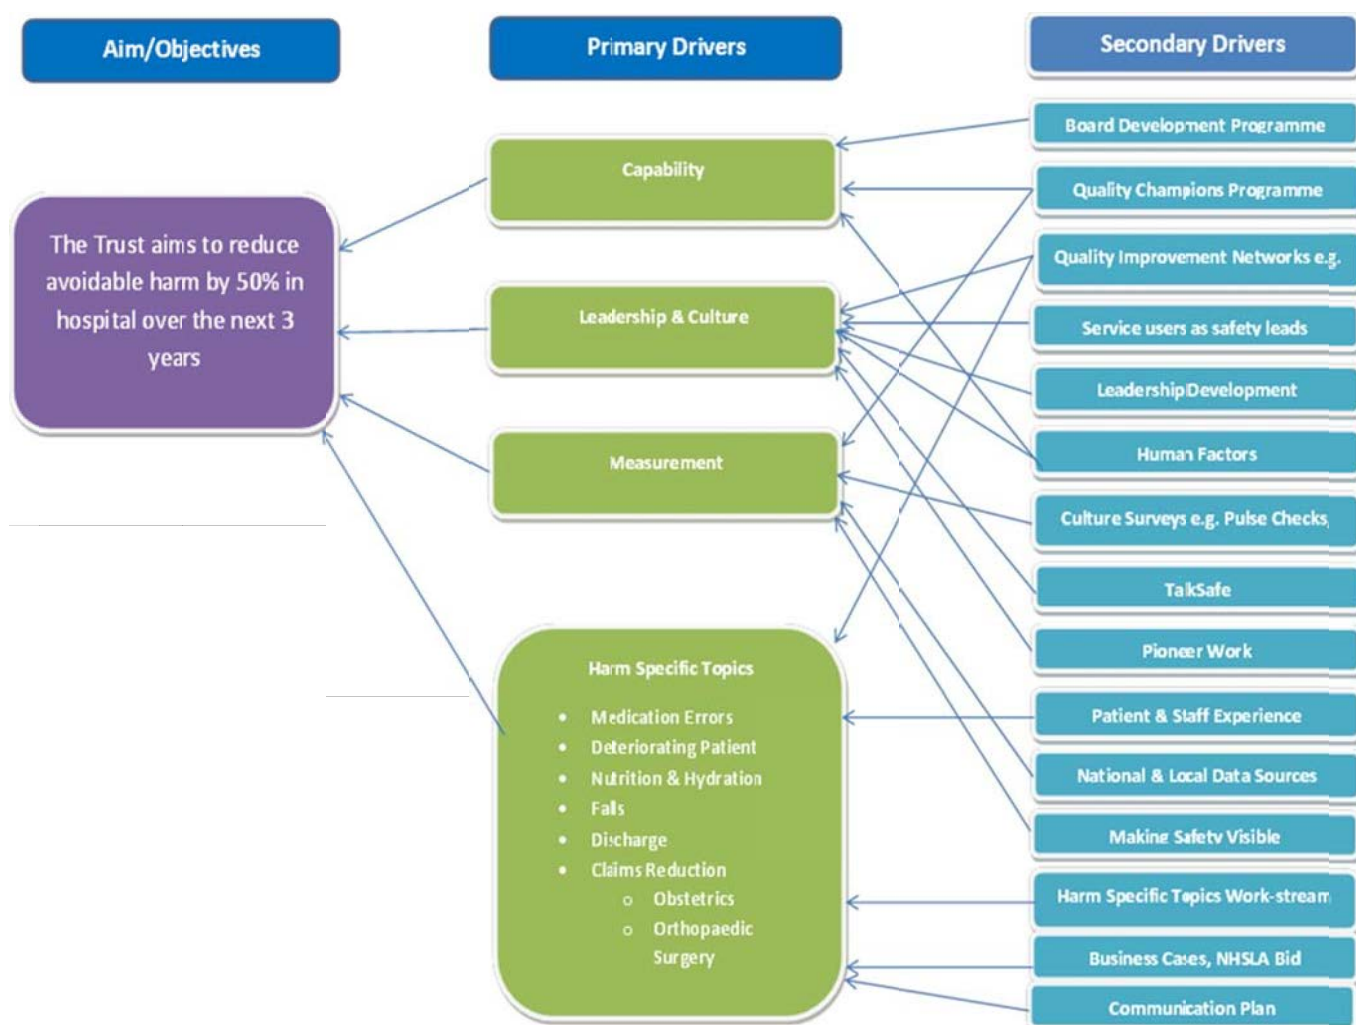 Aim/Objectives
Primary Drivers
Secondary Drivers
The Trust aims to reduce
avoidable harm by 50% in
hospital over the next 3
years
Capability
Leadership & Culture
Measurement
Harm Specific Topics
• Medication Errors
• Deteriorating Patient
• Nutrition & Hydration
• Falls
• Discharge
• Claims Reduction
o Obstetrics
o Orthopaedic
Surgery
Board Development Programme
Quality Champions Programme
Quality Improvement Networks e.g.
Service users as safety leads
Leadership Development
Human Factors
Culture Surveys e.g. Pulse Checks,
TalkSafe
Pioneer Work
Patient & Staff Experience
National & Local Data Sources
Making Safety Visible
Harm Specific Topics Work-stream
Business Cases, NHSLA Bid
Communication Plan